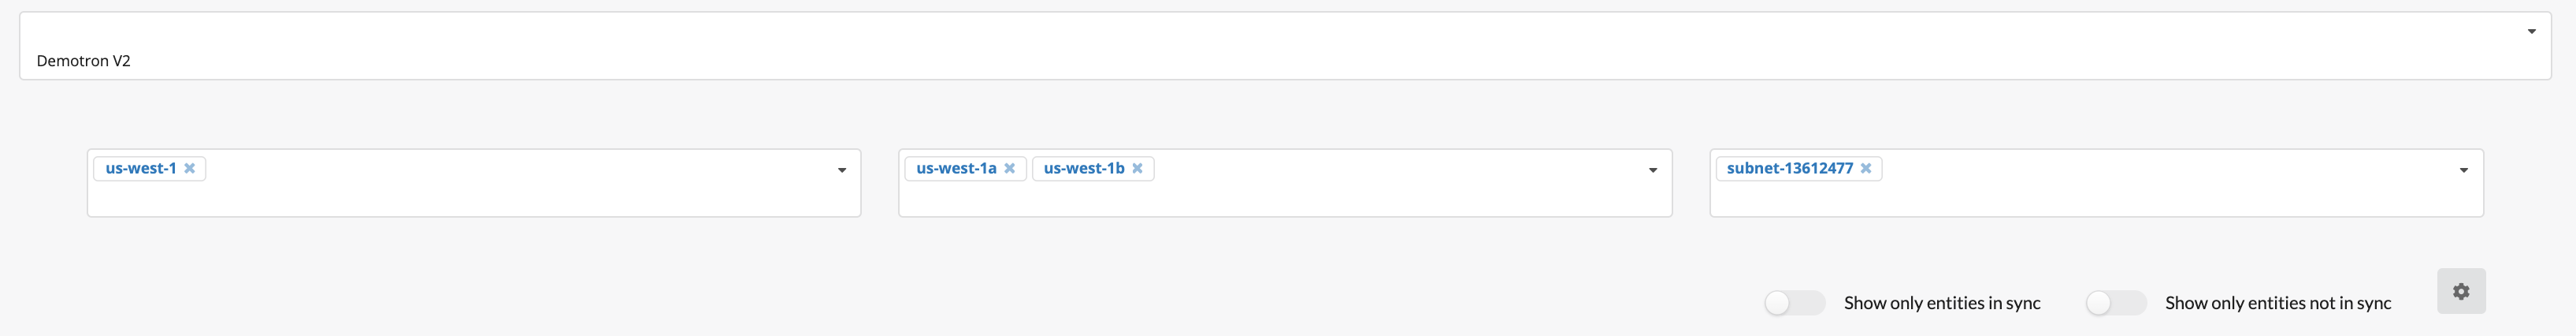 Demotron V2
us-west-1
us-west-1a us-west-1b
subnet-13612477
Show only entities in sync
Show only entities not in sync